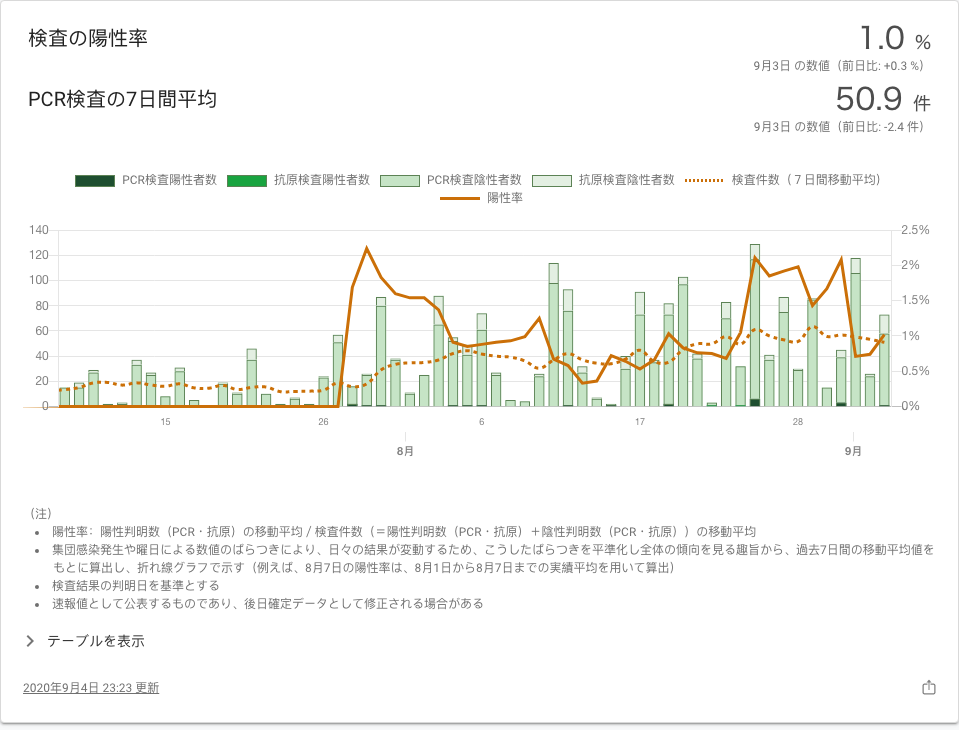 検査の陽性率
1.0 %
9月3日 の数値（前日比: +0.3 %）
PCR検査の7日間平均
50.9 件
9月3日 の数値（前日比: -2.4 件）
PCR検査陽性者数 抗原検査陽性者数 PCR検査陰性者数 抗原検査陰性者数 検査件数（７日間移動平均）
陽性率
140 2.5%
120
2%
100
80 1.5%
60
1%
40
0.5%
20
0 0%
15 26 6 17 28
8月 9月
（注）
• 陽性率：陽性判明数（PCR・抗原）の移動平均 / 検査件数（＝陽性判明数（PCR・抗原）＋陰性判明数（PCR・抗原））の移動平均
• 集団感染発生や曜日による数値のばらつきにより、日々の結果が変動するため、こうしたばらつきを平準化し全体の傾向を見る趣旨から、過去7日間の移動平均値を
もとに算出し、折れ線グラフで示す（例えば、8月7日の陽性率は、8月1日から8月7日までの実績平均を用いて算出）
• 検査結果の判明日を基準とする
• 速報値として公表するものであり、後日確定データとして修正される場合がある
テーブルを表示
2020年9月4日 23:23 更新